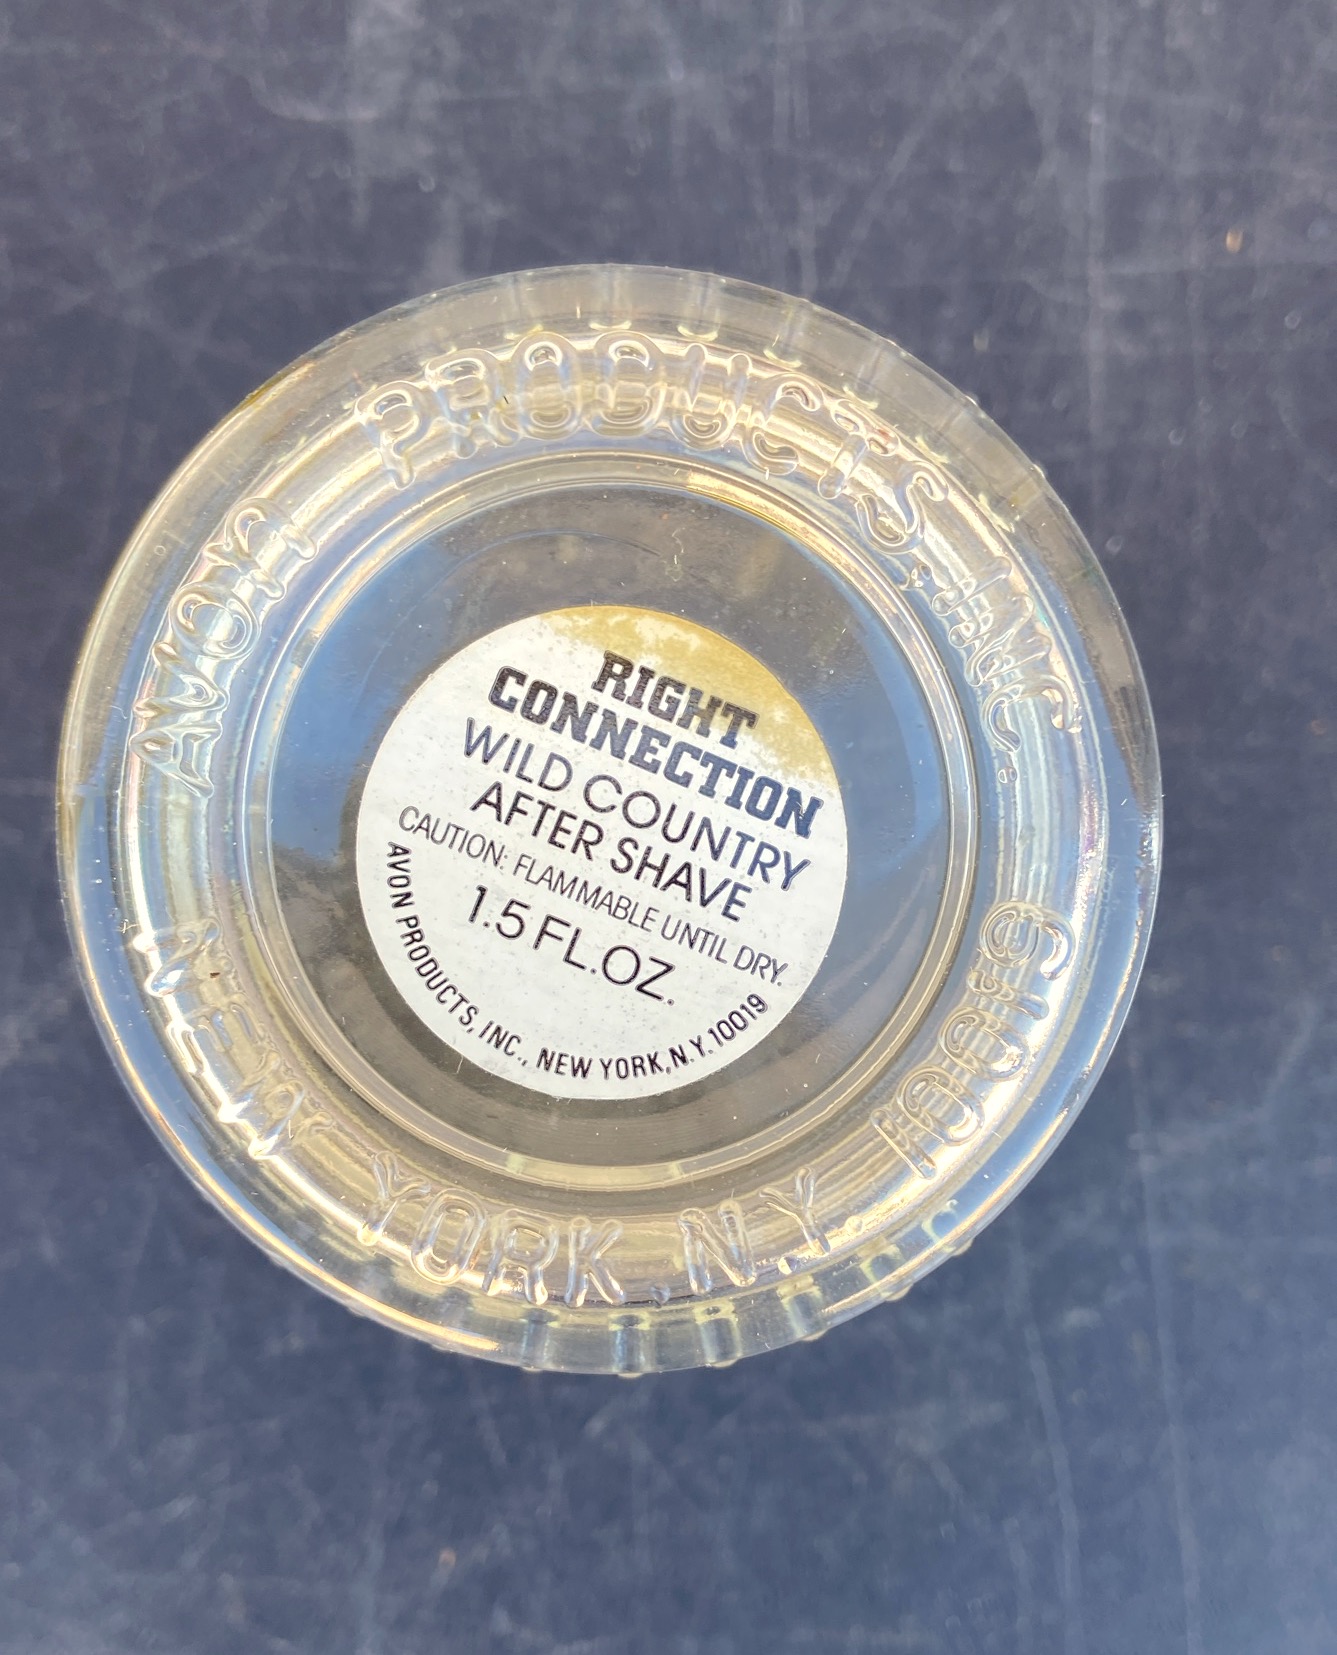 RIGHT
CONNECTION
WILD COUNTRY
AFTER SHAVE
CAUTION: FLAMMABLE UNTIL DRY.
1.5 FL.OZ.
AVON PRODUCTS, INC., NEW YORK, N.Y. 10019
AVON PRODUCTS, INC.
NEW YORK, N.Y. 10019